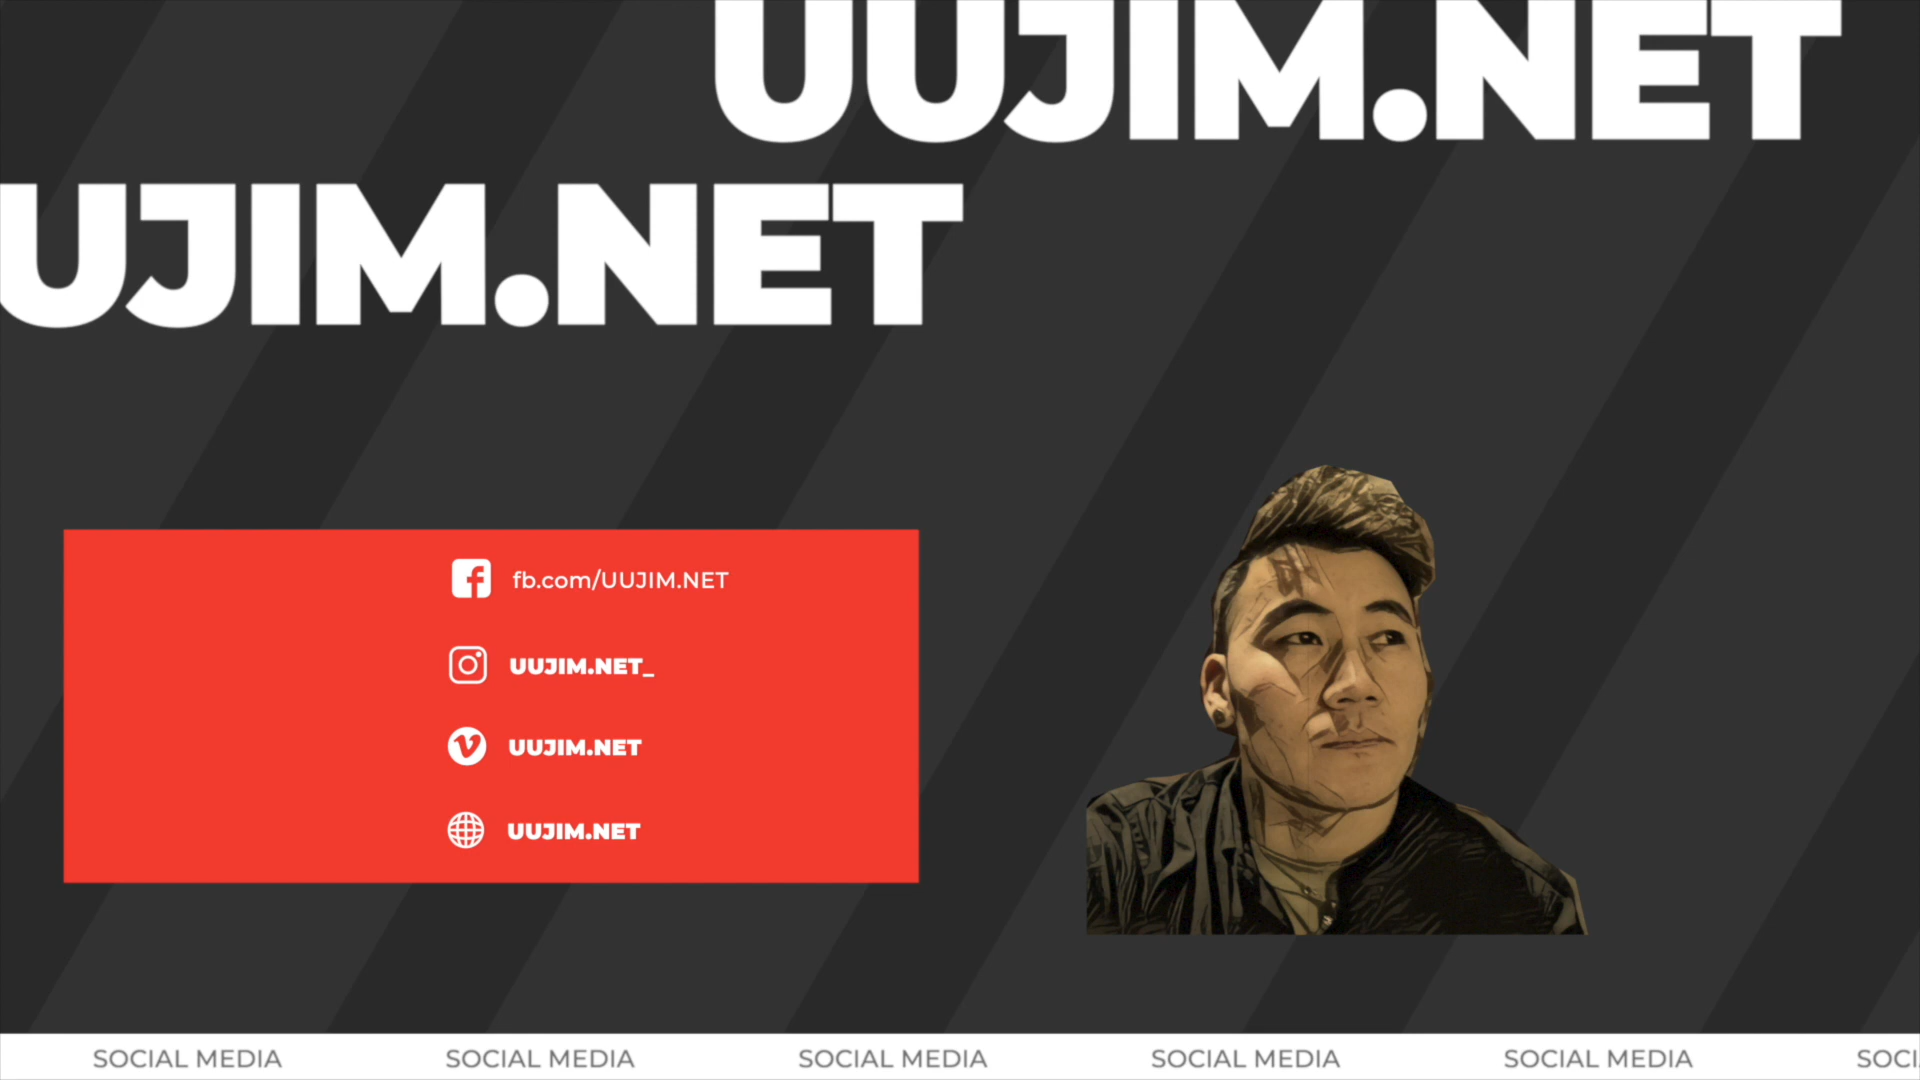 UUJIM.NET
UJIM.NET
fb.com/UUJIM.NET
UUJIM.NET_
UUJIM.NET
UUJIM.NET
SOCIAL MEDIA SOCIAL MEDIA SOCIAL MEDIA SOCIAL MEDIA SOCIAL MEDIA SOCI